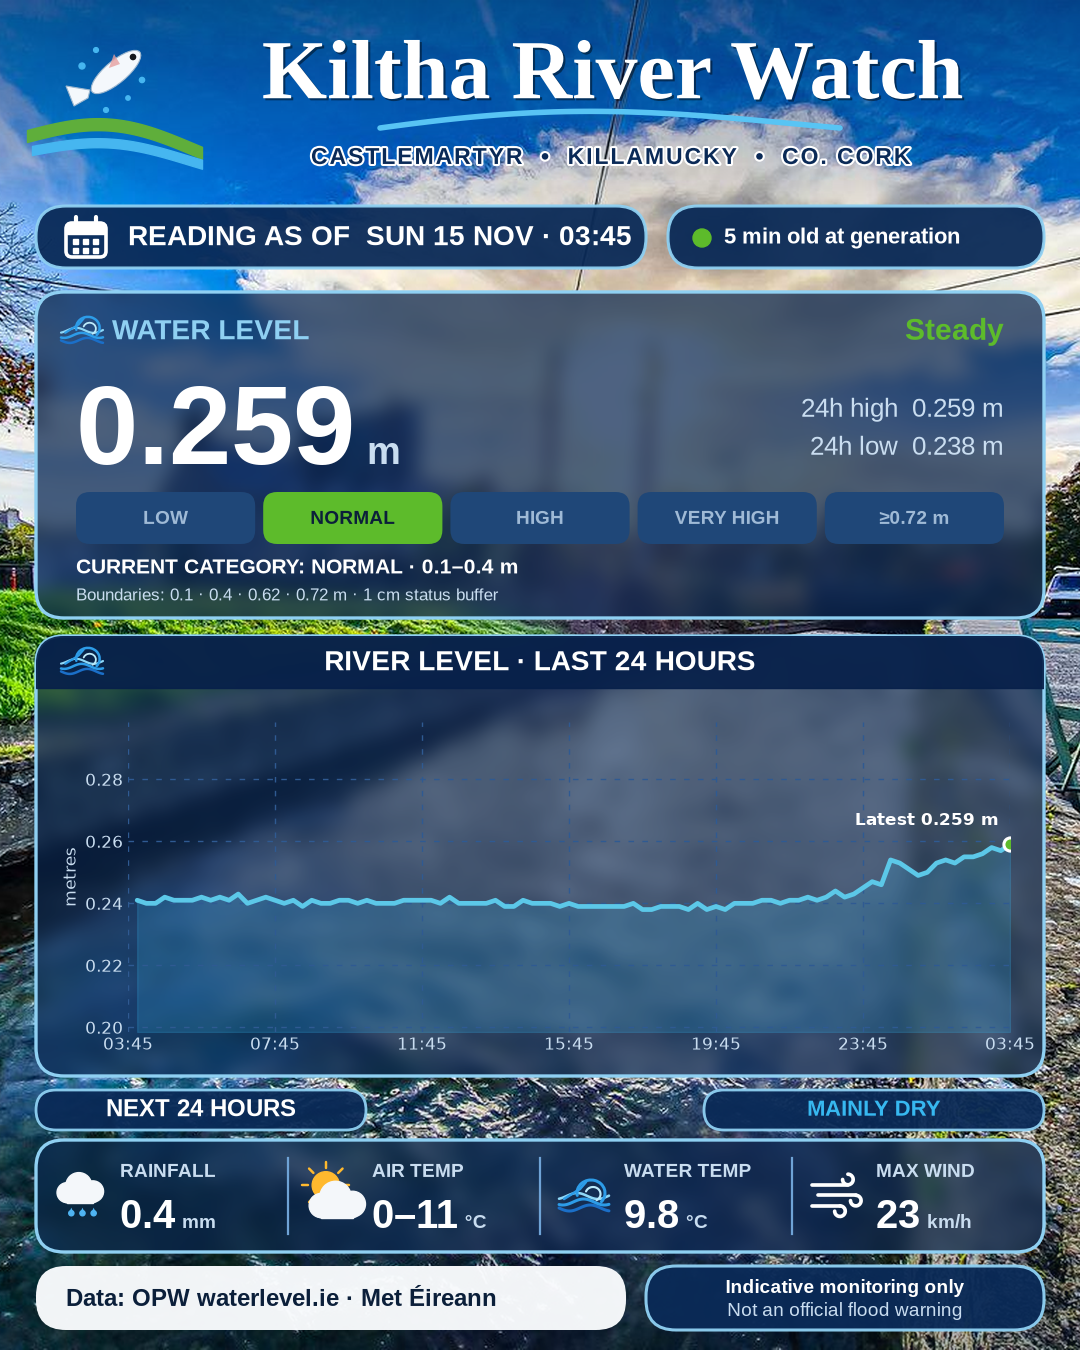 Kiltha River Watch
CASTLEMARTYR • KILLAMUCKY • CO. CORK
READING AS OF SUN 15 NOV · 03:45
5 min old at generation
WATER LEVEL
Steady
0.259 m
24h high 0.259 m
24h low 0.238 m
LOW
NORMAL
HIGH
VERY HIGH
≥0.72 m
CURRENT CATEGORY: NORMAL · 0.1–0.4 m
Boundaries: 0.1 · 0.4 · 0.62 · 0.72 m · 1 cm status buffer
RIVER LEVEL · LAST 24 HOURS
metres
0.28
0.26
0.24
0.22
0.20
Latest 0.259 m
03:45 07:45 11:45 15:45 19:45 23:45 03:45
NEXT 24 HOURS
MAINLY DRY
RAINFALL
0.4 mm
AIR TEMP
0–11 °C
WATER TEMP
9.8 °C
MAX WIND
23 km/h
Data: OPW waterlevel.ie · Met Éireann
Indicative monitoring only
Not an official flood warning